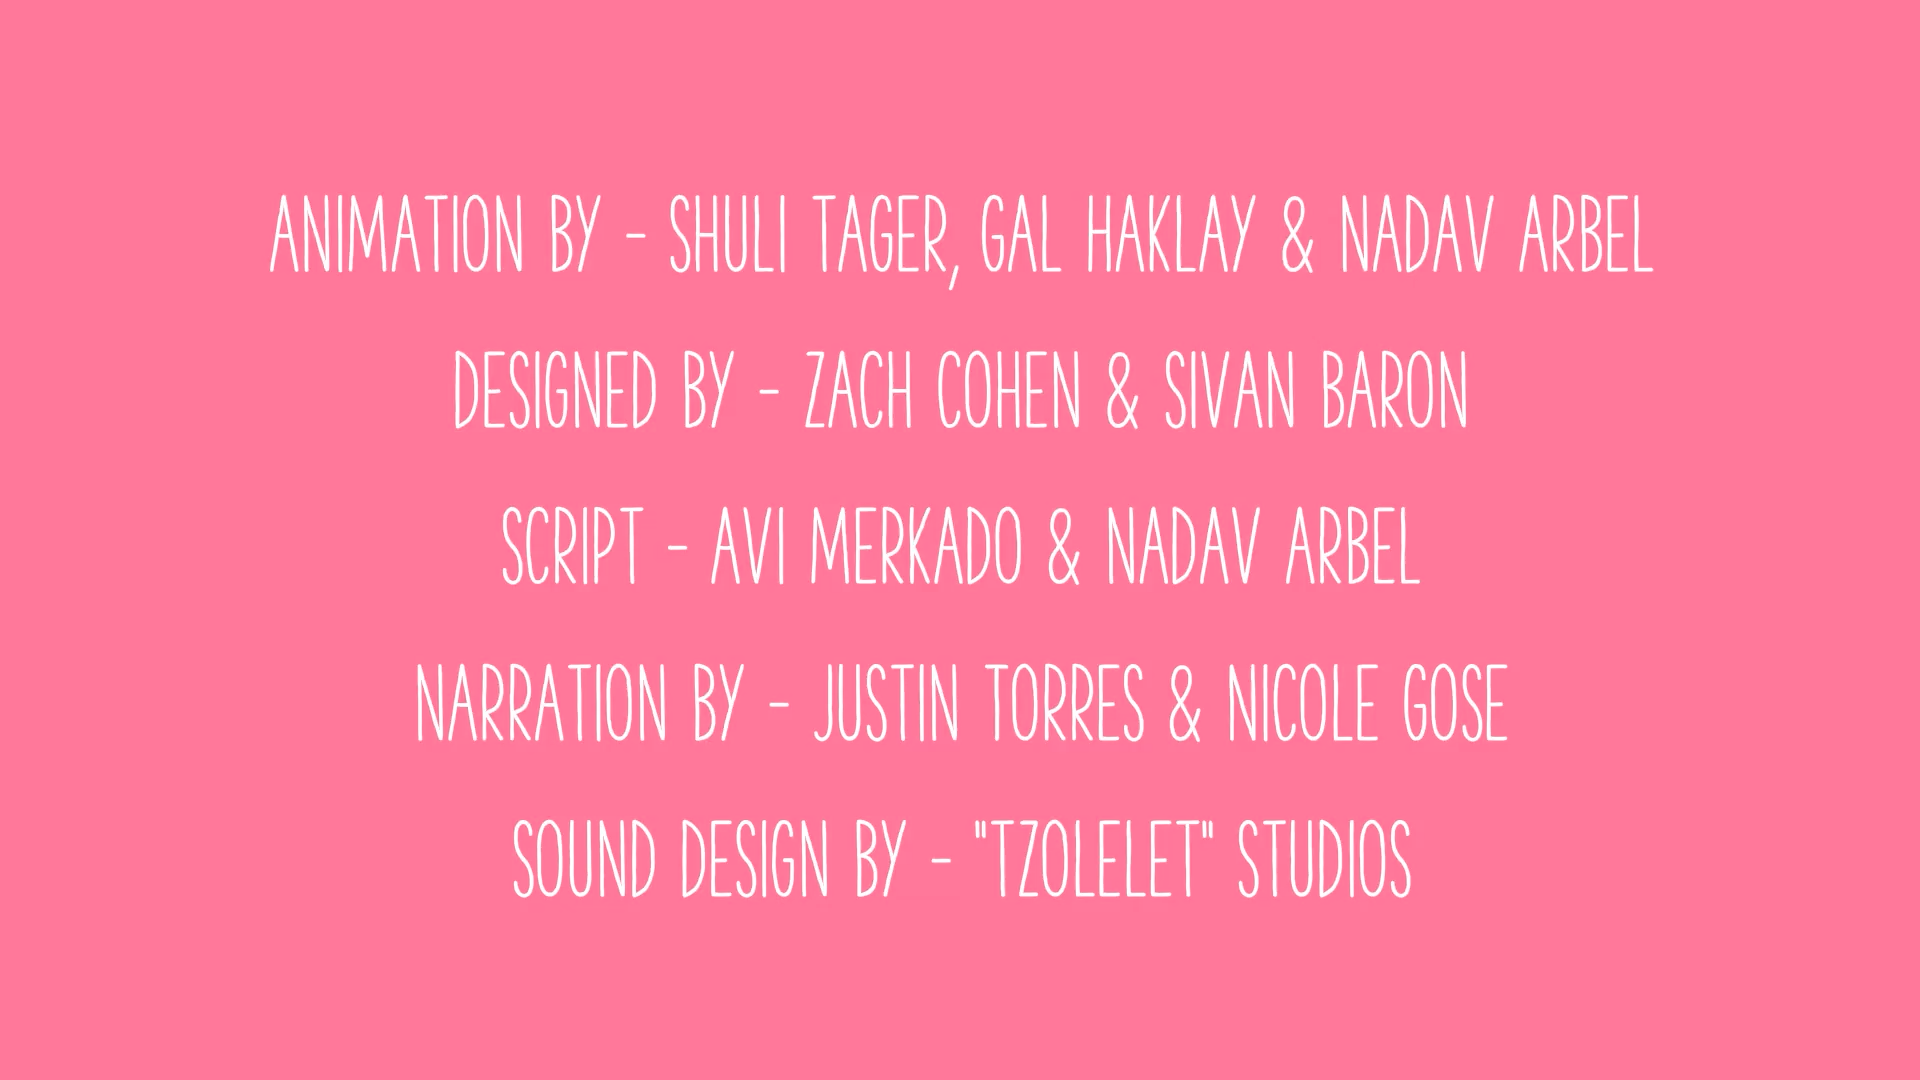 ANIMATION BY - SHULI TAGER, GAL HAKLAY & NADAV ARBEL
DESIGNED BY - ZACH COHEN & SIVAN BARON
SCRIPT - AVI MERKADO & NADAV ARBEL
NARRATION BY - JUSTIN TORRES & NICOLE GOSE
SOUND DESIGN BY - "TZOLELET" STUDIOS